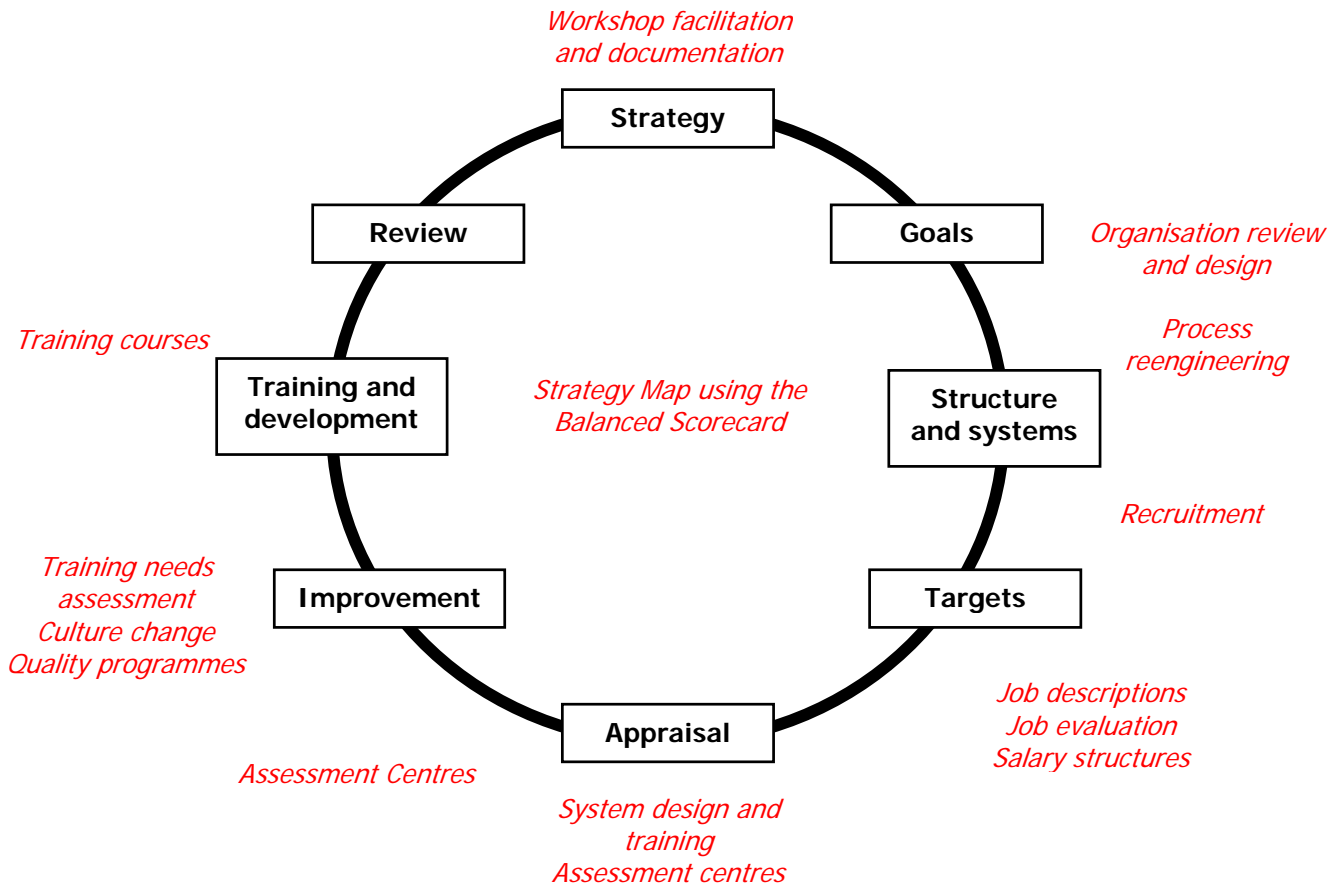 Workshop facilitation
and documentation
Strategy
Review
Goals
Organisation review
and design
Training courses
Process
reengineering
Training and
development
Strategy Map using the
Balanced Scorecard
Structure
and systems
Recruitment
Training needs
assessment
Culture change
Quality programmes
Improvement
Targets
Job descriptions
Job evaluation
Salary structures
Appraisal
Assessment Centres
System design and
training
Assessment centres